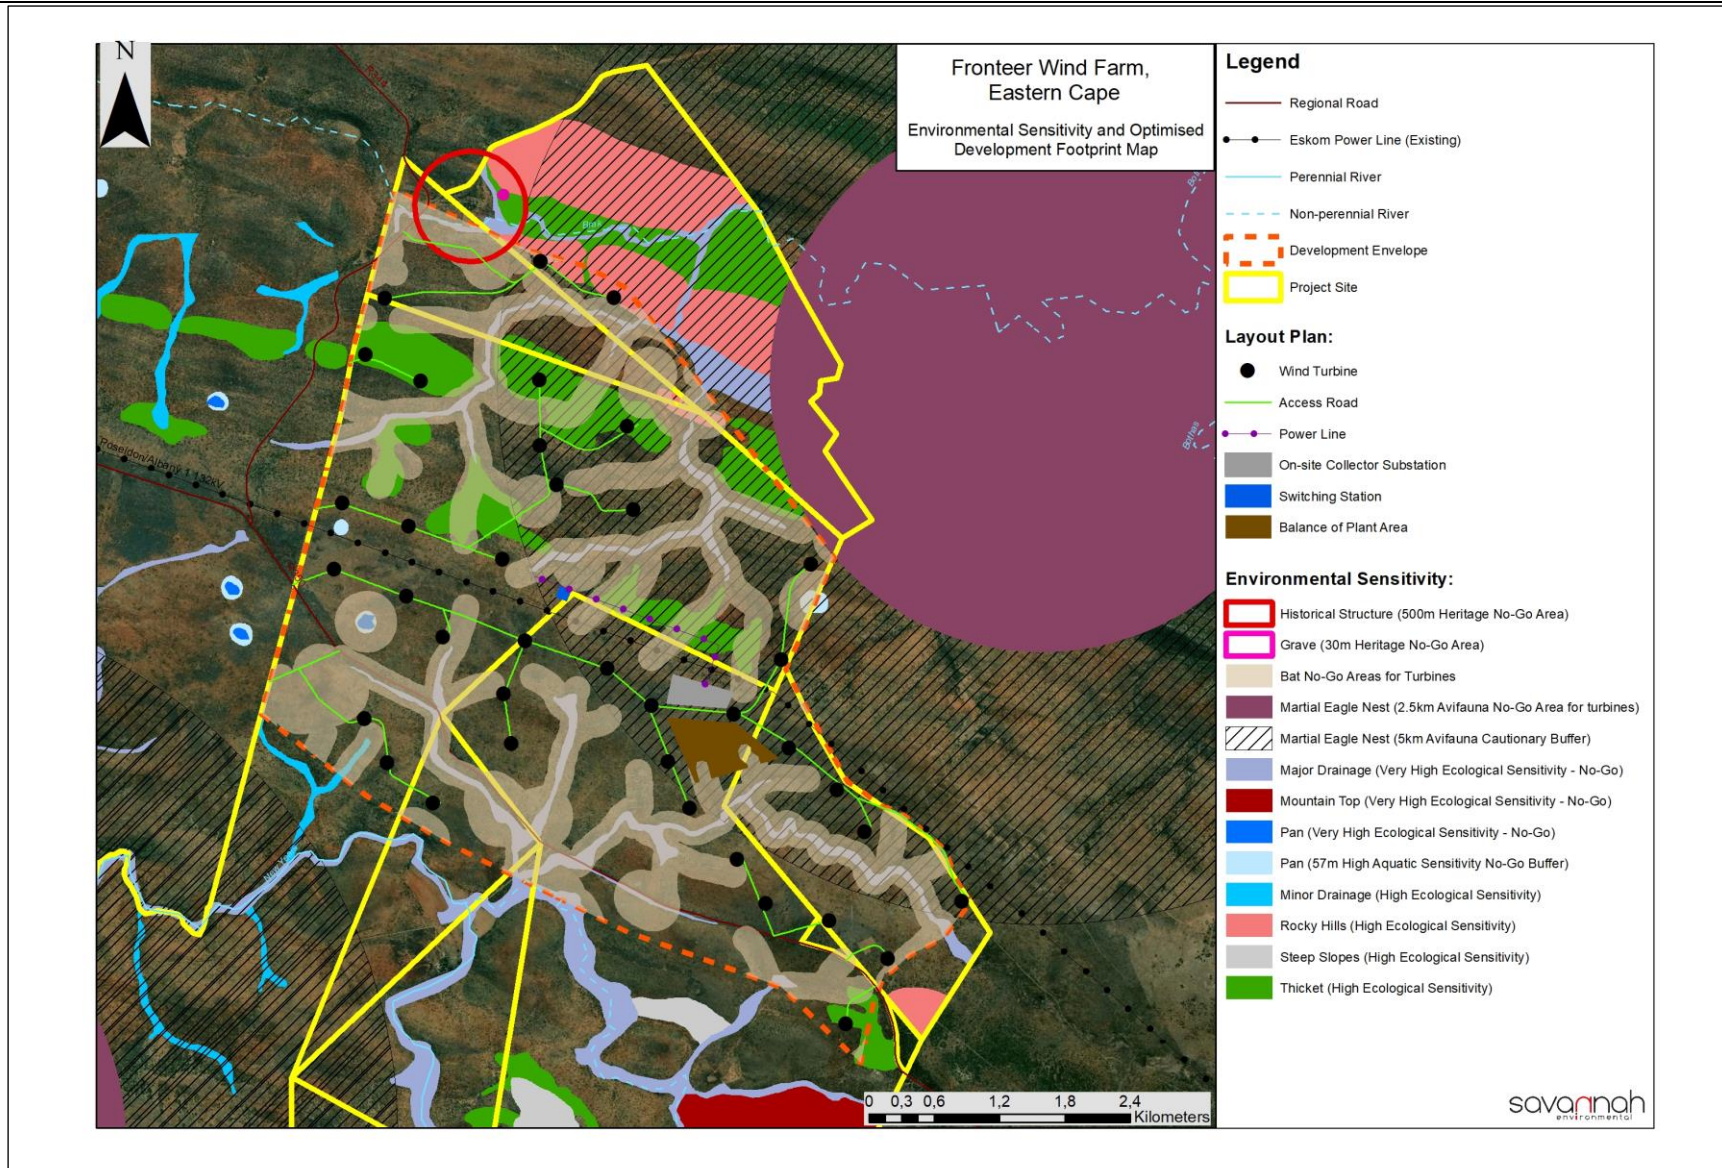 N
Fronteer Wind Farm,
Eastern Cape
Environmental Sensitivity and Optimised
Development Footprint Map
Poseidon/Albany 1 132kV
Brak
Bothas
0 0,3 0,6 1,2 1,8 2,4
Kilometers
Legend
Regional Road
Eskom Power Line (Existing)
Perennial River
Non-perennial River
Development Envelope
Project Site
Layout Plan:
Wind Turbine
Access Road
Power Line
On-site Collector Substation
Switching Station
Balance of Plant Area
Environmental Sensitivity:
Historical Structure (500m Heritage No-Go Area)
Grave (30m Heritage No-Go Area)
Bat No-Go Areas for Turbines
Martial Eagle Nest (2.5km Avifauna No-Go Area for turbines)
Martial Eagle Nest (5km Avifauna Cautionary Buffer)
Major Drainage (Very High Ecological Sensitivity - No-Go)
Mountain Top (Very High Ecological Sensitivity - No-Go)
Pan (Very High Ecological Sensitivity - No-Go)
Pan (57m High Aquatic Sensitivity No-Go Buffer)
Minor Drainage (High Ecological Sensitivity)
Rocky Hills (High Ecological Sensitivity)
Steep Slopes (High Ecological Sensitivity)
Thicket (High Ecological Sensitivity)
savannah
environmental